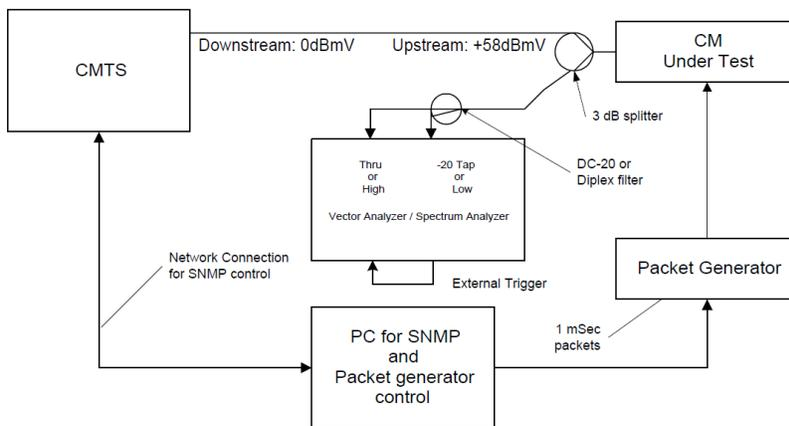 CMTS
Downstream: 0dBmV
Upstream: +58dBmV
CM
Under Test
3 dB splitter
DC-20 or
Diplex filter
Thru
or
High
-20 Tap
or
Low
Vector Analyzer / Spectrum Analyzer
External Trigger
Network Connection
for SNMP control
Packet Generator
1 mSec
packets
PC for SNMP
and
Packet generator
control